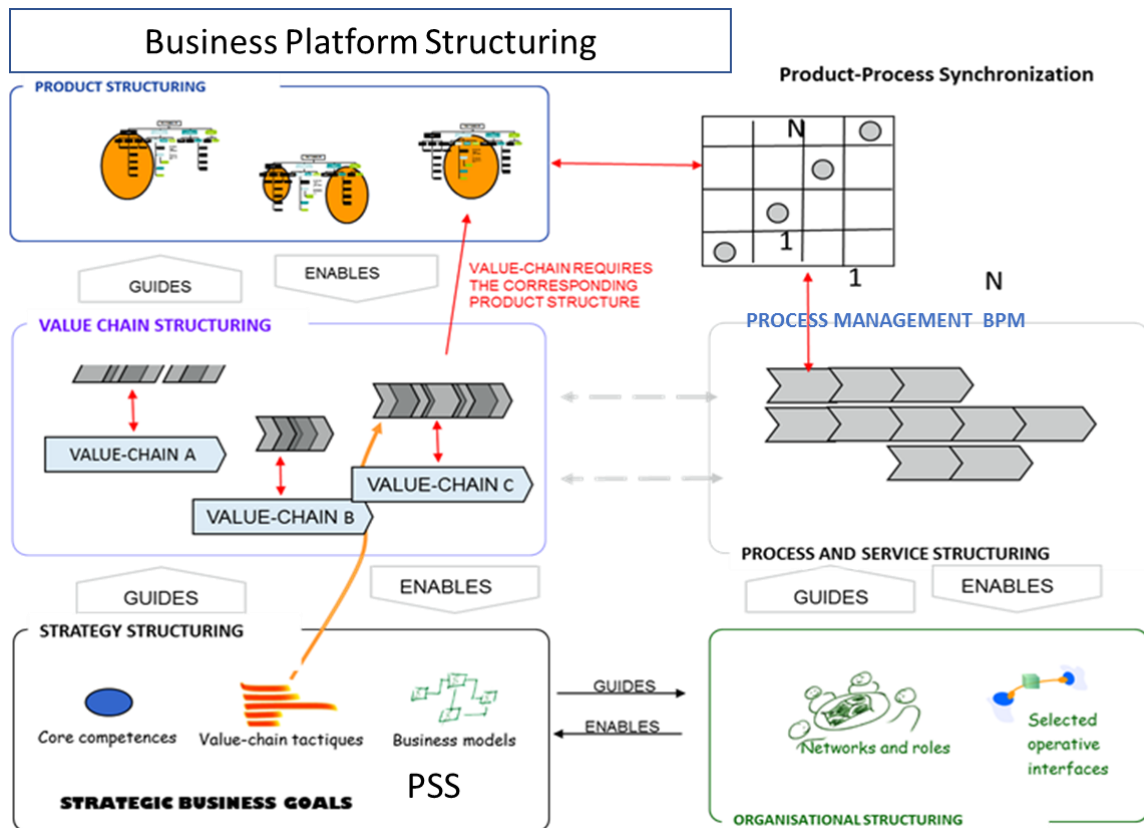 Business Platform Structuring
Product-Process Synchronization
PRODUCT STRUCTURING
N
1
1
N
GUIDES
ENABLES
VALUE-CHAIN REQUIRES
THE CORRESPONDING
PRODUCT STRUCTURE
VALUE CHAIN STRUCTURING
PROCESS MANAGEMENT BPM
VALUE-CHAIN A
VALUE-CHAIN B
VALUE-CHAIN C
PROCESS AND SERVICE STRUCTURING
GUIDES
ENABLES
GUIDES
ENABLES
STRATEGY STRUCTURING
Core competences
Value-chain tactiques
Business models
GUIDES
ENABLES
Networks and roles
Selected
operative
interfaces
STRATEGIC BUSINESS GOALS
PSS
ORGANISATIONAL STRUCTURING